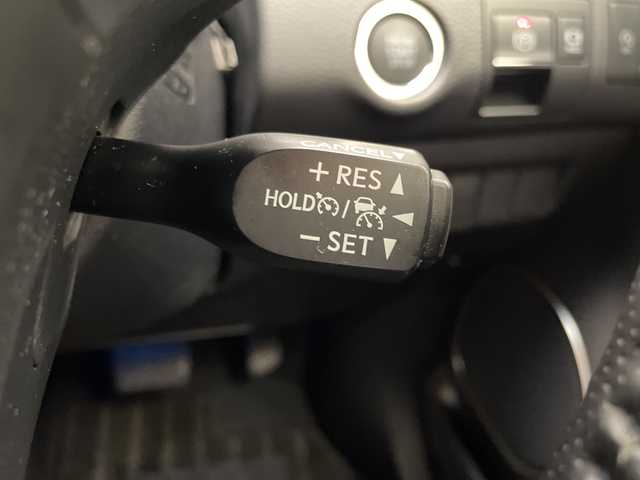 CANCEL
+ RES
HOLD /
− SET